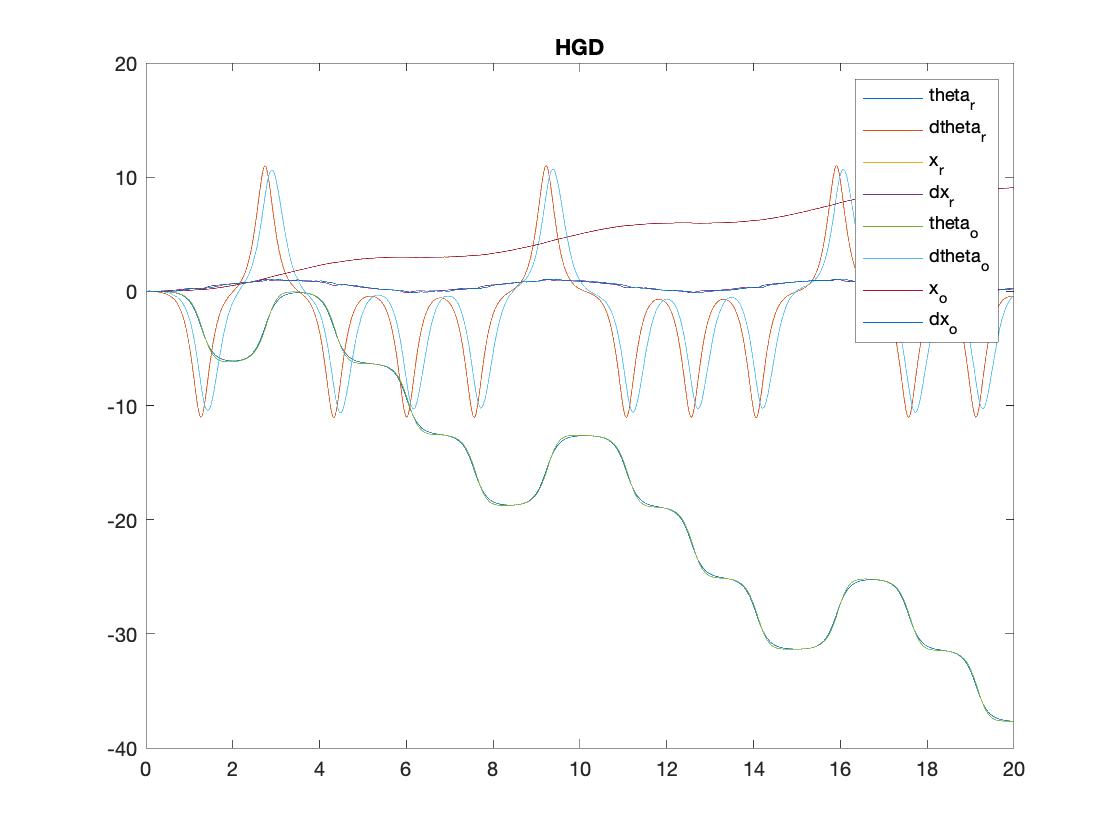 HGD
20
10
0
-10
-20
-30
-40
0 2 4 6 8 10 12 14 16 18 20
theta_r
dtheta_r
x_r
dx_r
theta_o
dtheta_o
x_o
dx_o